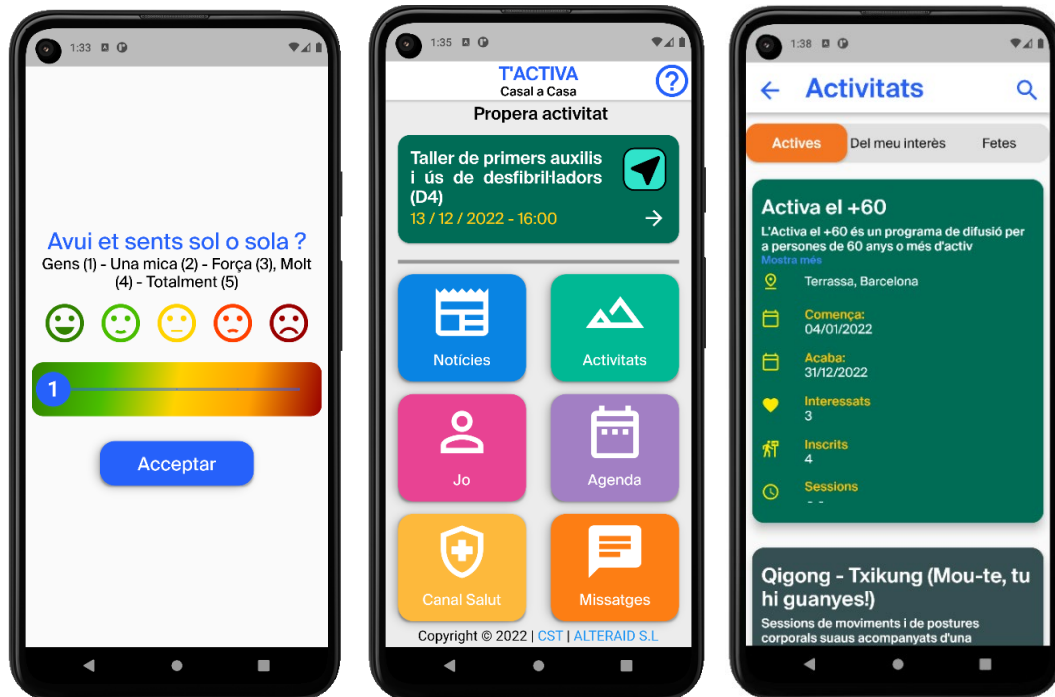 1:33
Avui et sents sol o sola ?
Gens (1) - Una mica (2) - Força (3), Molt
(4) - Totalment (5)
1
Acceptar
1:35
T'ACTIVA
Casal a Casa
Propera activitat
Taller de primers auxilis
i ús de desfibril·ladors
(D4)
13 / 12 / 2022 - 16:00
Notícies
Activitats
Jo
Agenda
Canal Salut
Missatges
Copyright © 2022 | CST | ALTERAID S.L
1:38
Activitats
Actives
Del meu interès
Fetes
Activa el +60
L'Activa el +60 és un programa de difusió per
a persones de 60 anys o més d'activ
Mostra més
Terrassa, Barcelona
Comença:
04/01/2022
Acaba:
31/12/2022
Interessats
3
Inscrits
4
Sessions
- -
Qigong - Txikung (Mou-te, tu
hi guanyes!)
Sessions de moviments i de postures
corporals suaus acompanyats d'una